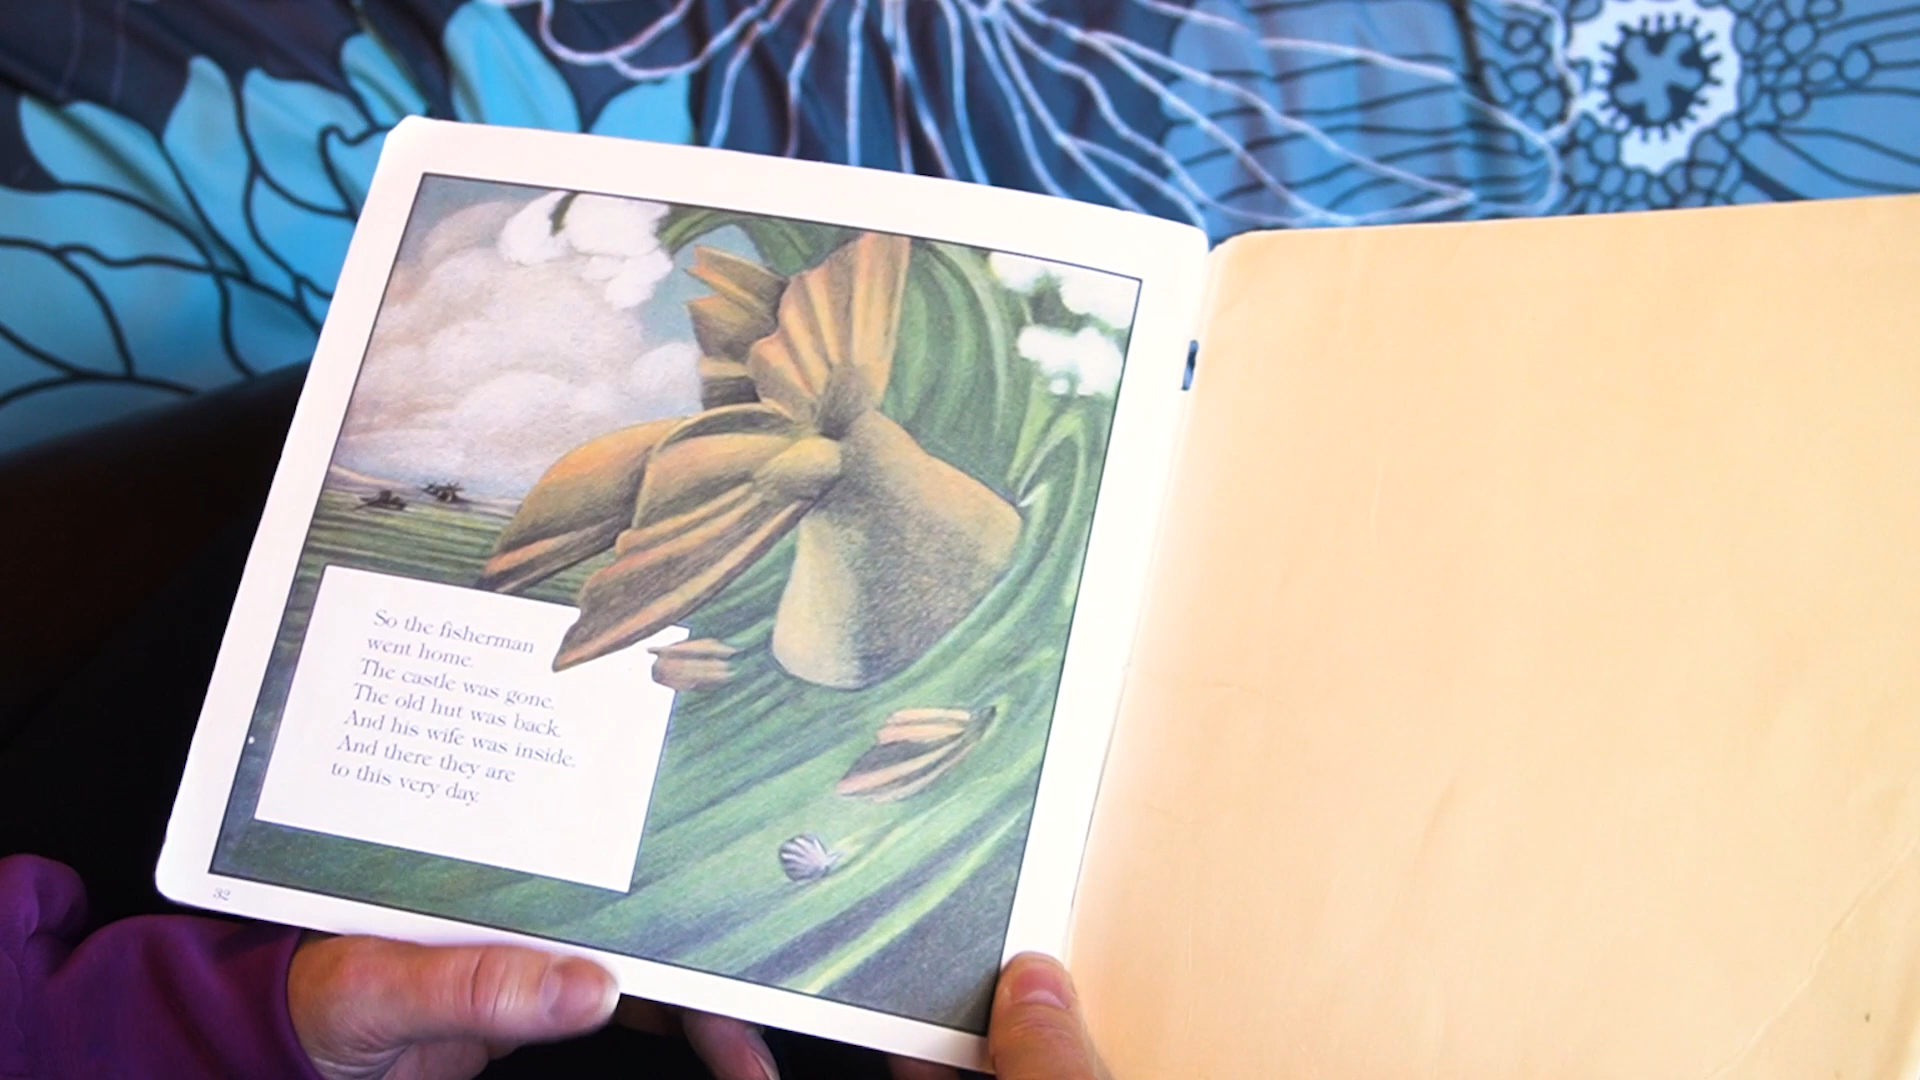 So the fisherman
went home.
The castle was gone.
The old hut was back.
And his wife was inside.
And there they are
to this very day.
32